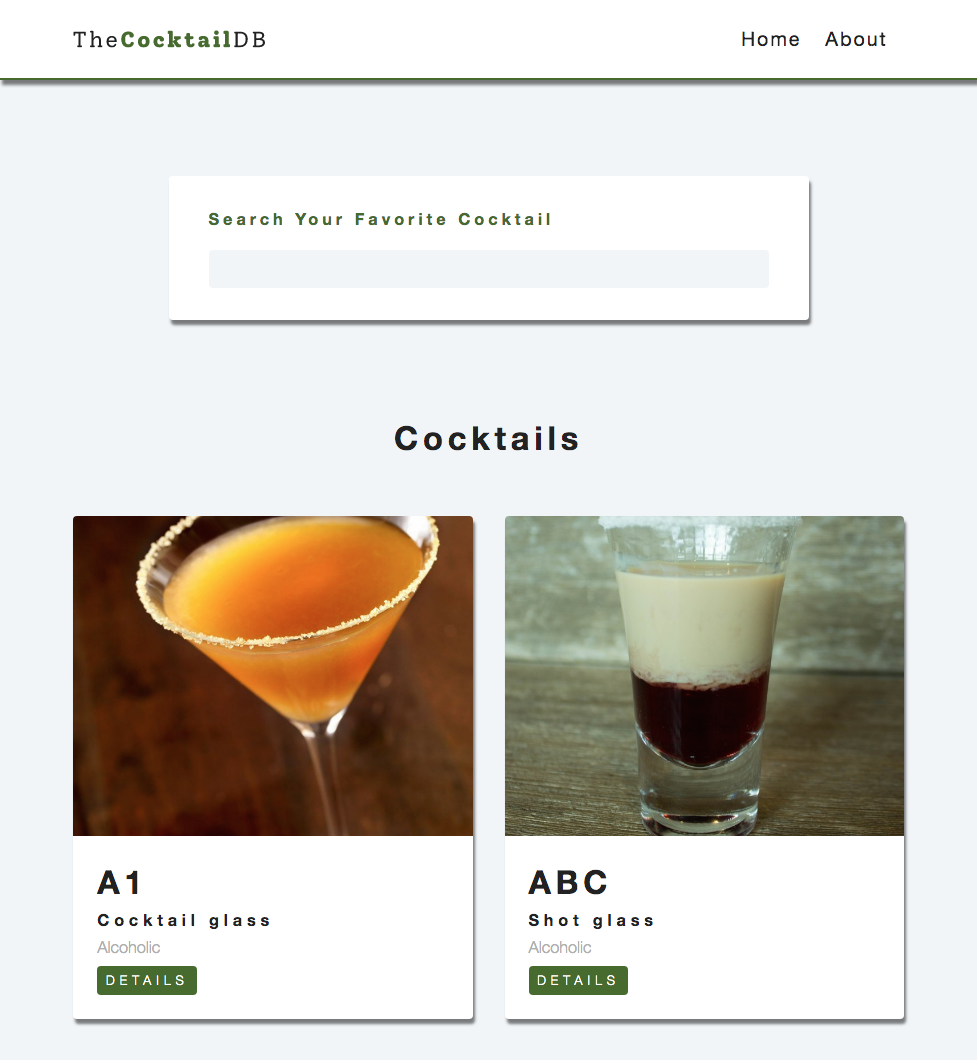 TheCocktailDB
Home About
Search Your Favorite Cocktail
Cocktails
A1
Cocktail glass
Alcoholic
DETAILS
ABC
Shot glass
Alcoholic
DETAILS